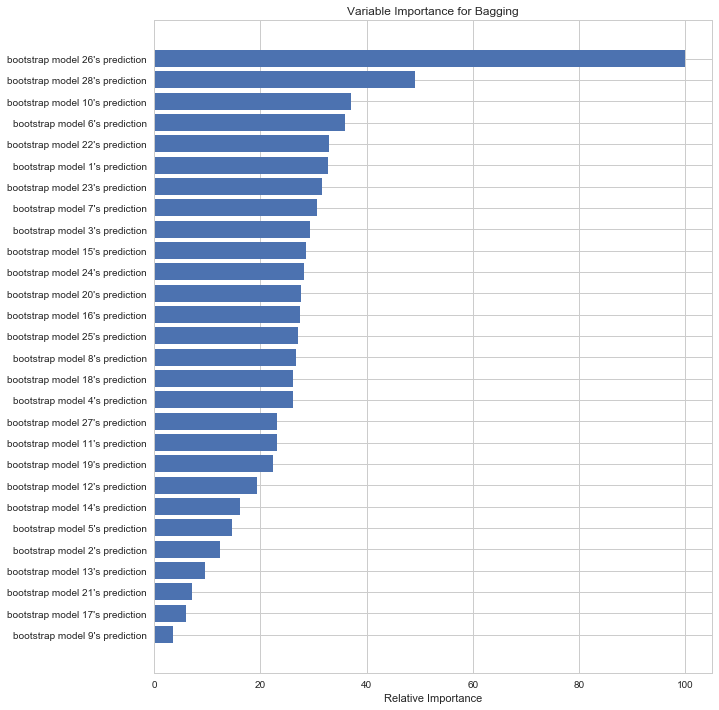 Variable Importance for Bagging
bootstrap model 26's prediction
bootstrap model 28's prediction
bootstrap model 10's prediction
bootstrap model 6's prediction
bootstrap model 22's prediction
bootstrap model 1's prediction
bootstrap model 23's prediction
bootstrap model 7's prediction
bootstrap model 3's prediction
bootstrap model 15's prediction
bootstrap model 24's prediction
bootstrap model 20's prediction
bootstrap model 16's prediction
bootstrap model 25's prediction
bootstrap model 8's prediction
bootstrap model 18's prediction
bootstrap model 4's prediction
bootstrap model 27's prediction
bootstrap model 11's prediction
bootstrap model 19's prediction
bootstrap model 12's prediction
bootstrap model 14's prediction
bootstrap model 5's prediction
bootstrap model 2's prediction
bootstrap model 13's prediction
bootstrap model 21's prediction
bootstrap model 17's prediction
bootstrap model 9's prediction
0 20 40 60 80 100
Relative Importance